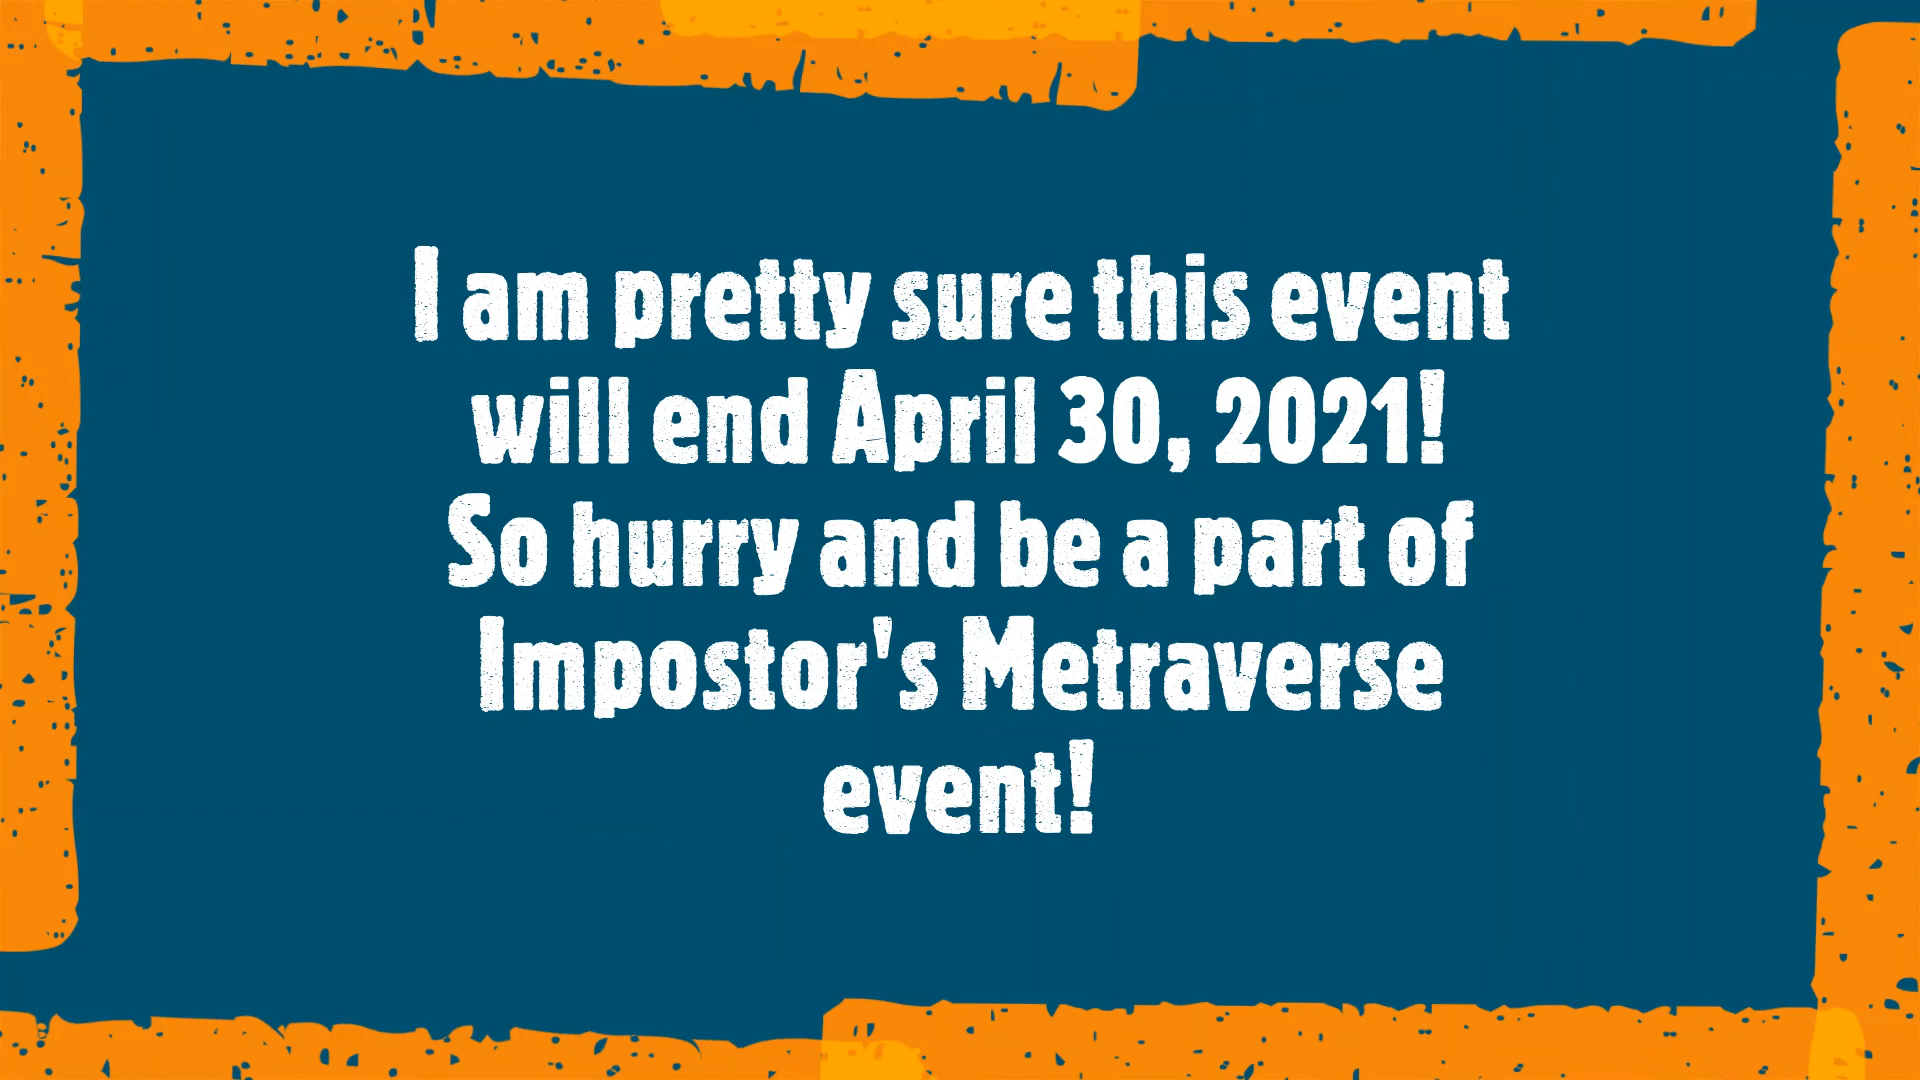 I am pretty sure this event
will end April 30, 2021!
So hurry and be a part of
Impostor's Metraverse
event!